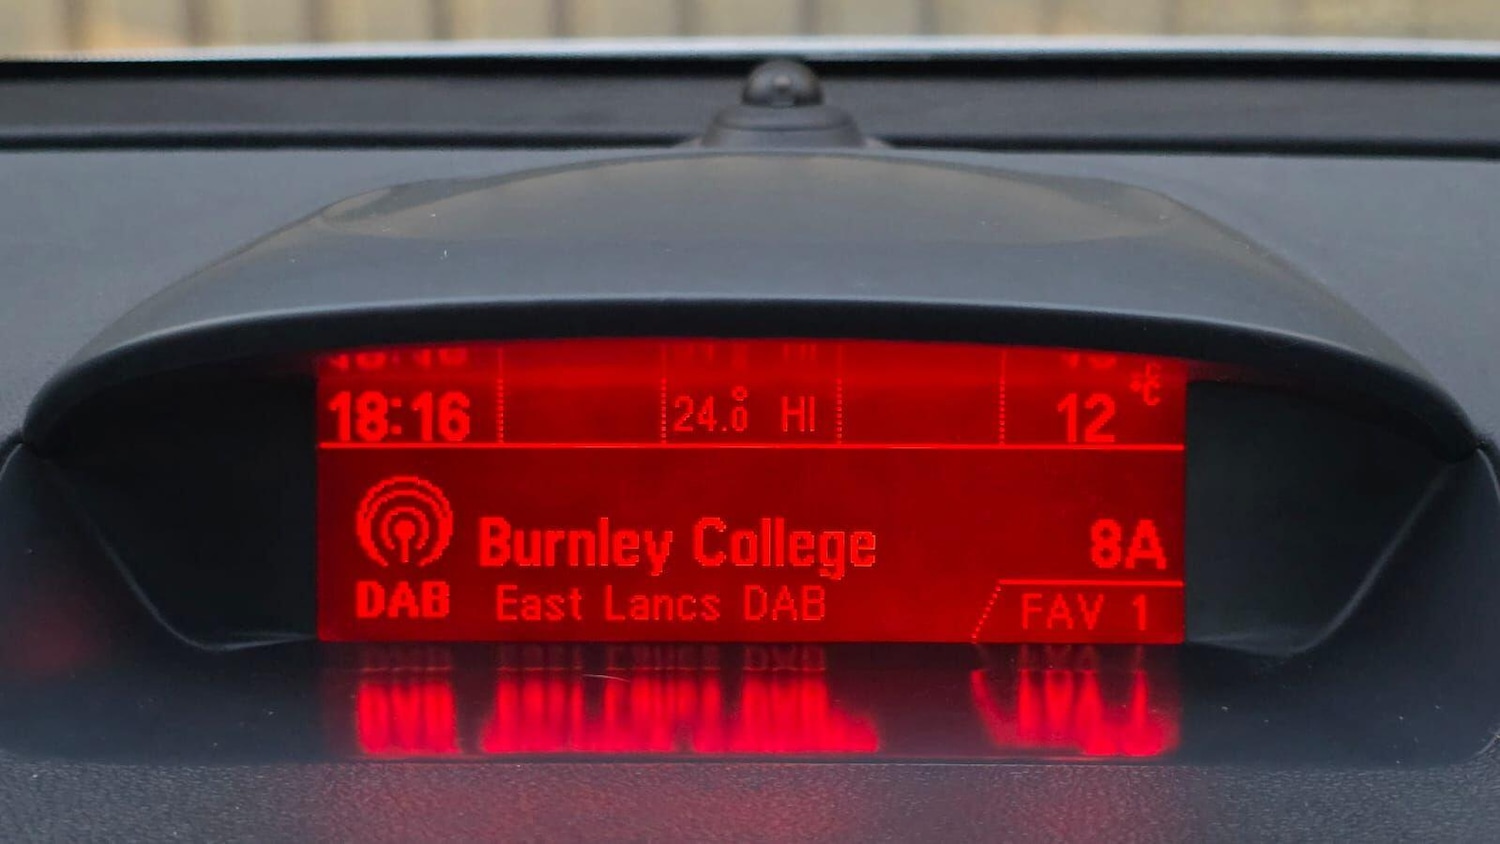 18:16 24.0° HI 12 °C
Burnley College 8A
DAB East Lancs DAB FAV 1